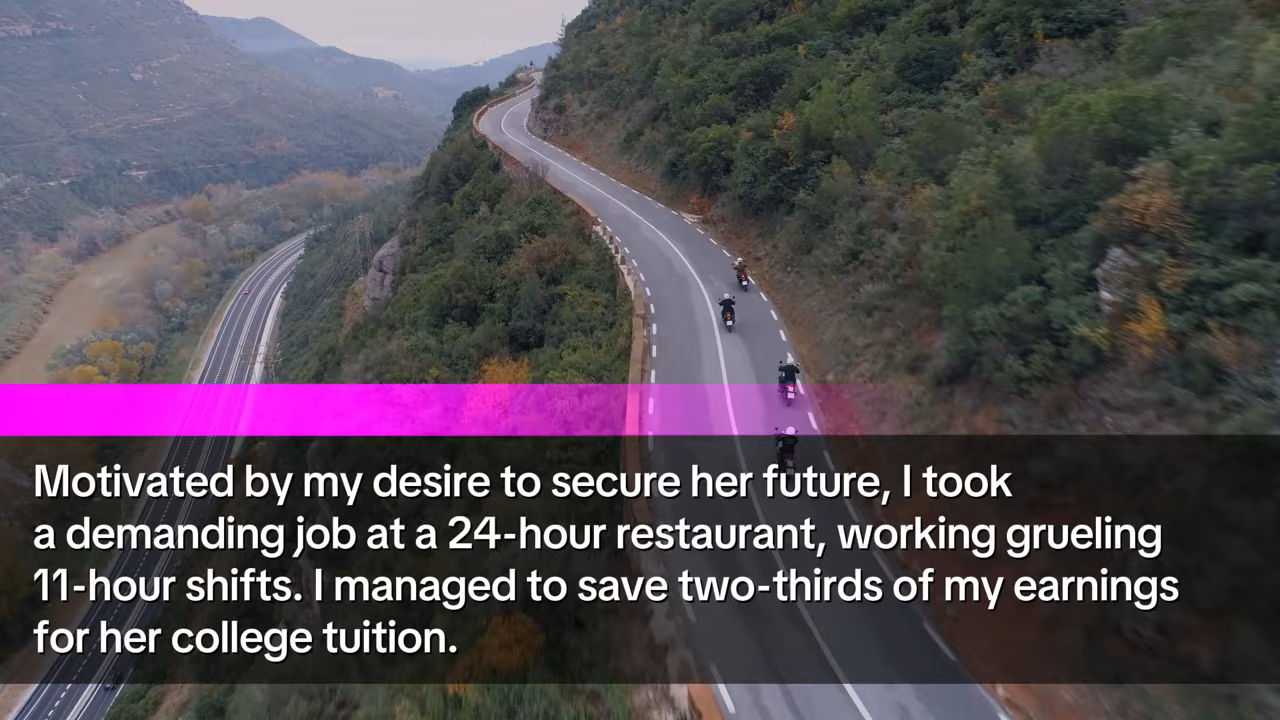 Motivated by my desire to secure her future, I took
a demanding job at a 24-hour restaurant, working grueling
11-hour shifts. I managed to save two-thirds of my earnings
for her college tuition.